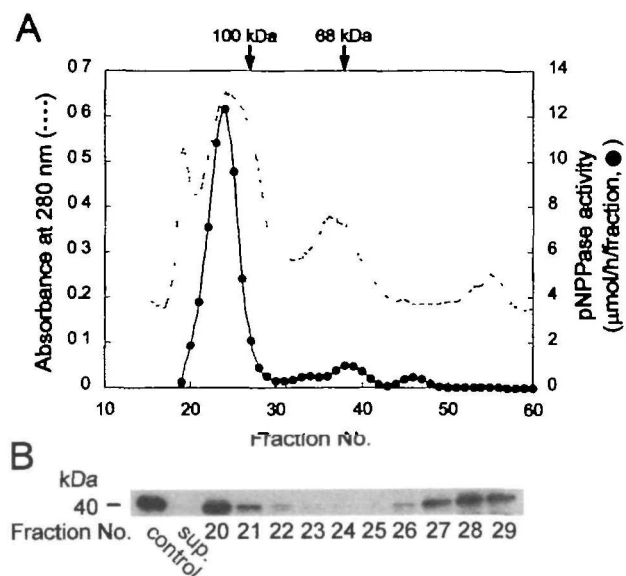 A
100 kDa 68 kDa
0 7 14
0.6 12
0.5 10
0 4 8
0.3 6
0.2 4
0.1 2
0 0
10 20 30 40 50 60
Absorbance at 280 nm (----)
pNPPase activity
(μmol/h/fraction, ●)
Fraction No.
B
kDa
40 –
Fraction No. control sup. 20 21 22 23 24 25 26 27 28 29